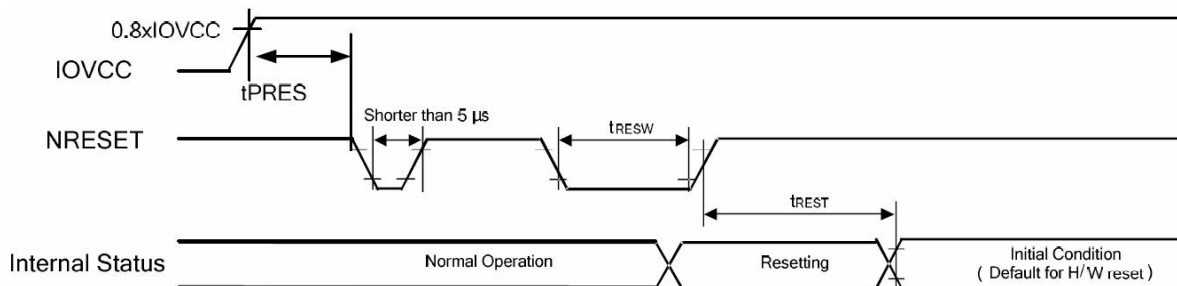 0.8xIOVCC
IOVCC
tPRES
Shorter than 5 µs
NRESET
tRESW
tREST
Internal Status
Normal Operation
Resetting
Initial Condition
( Default for H/W reset )